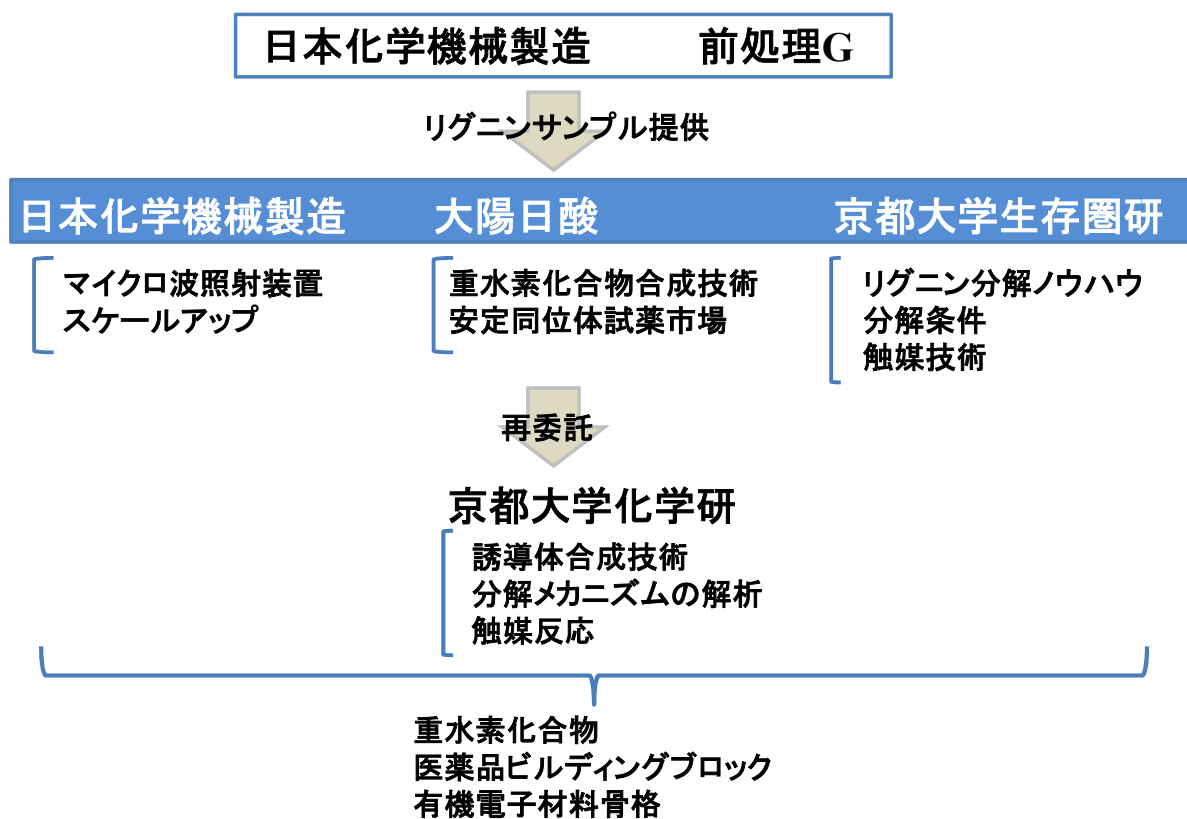 日本化学機械製造 前処理G
リグニンサンプル提供
日本化学機械製造 大陽日酸 京都大学生存圏研
マイクロ波照射装置
スケールアップ
重水素化合物合成技術
安定同位体試薬市場
リグニン分解ノウハウ
分解条件
触媒技術
再委託
京都大学化学研
誘導体合成技術
分解メカニズムの解析
触媒反応
重水素化合物
医薬品ビルディングブロック
有機電子材料骨格